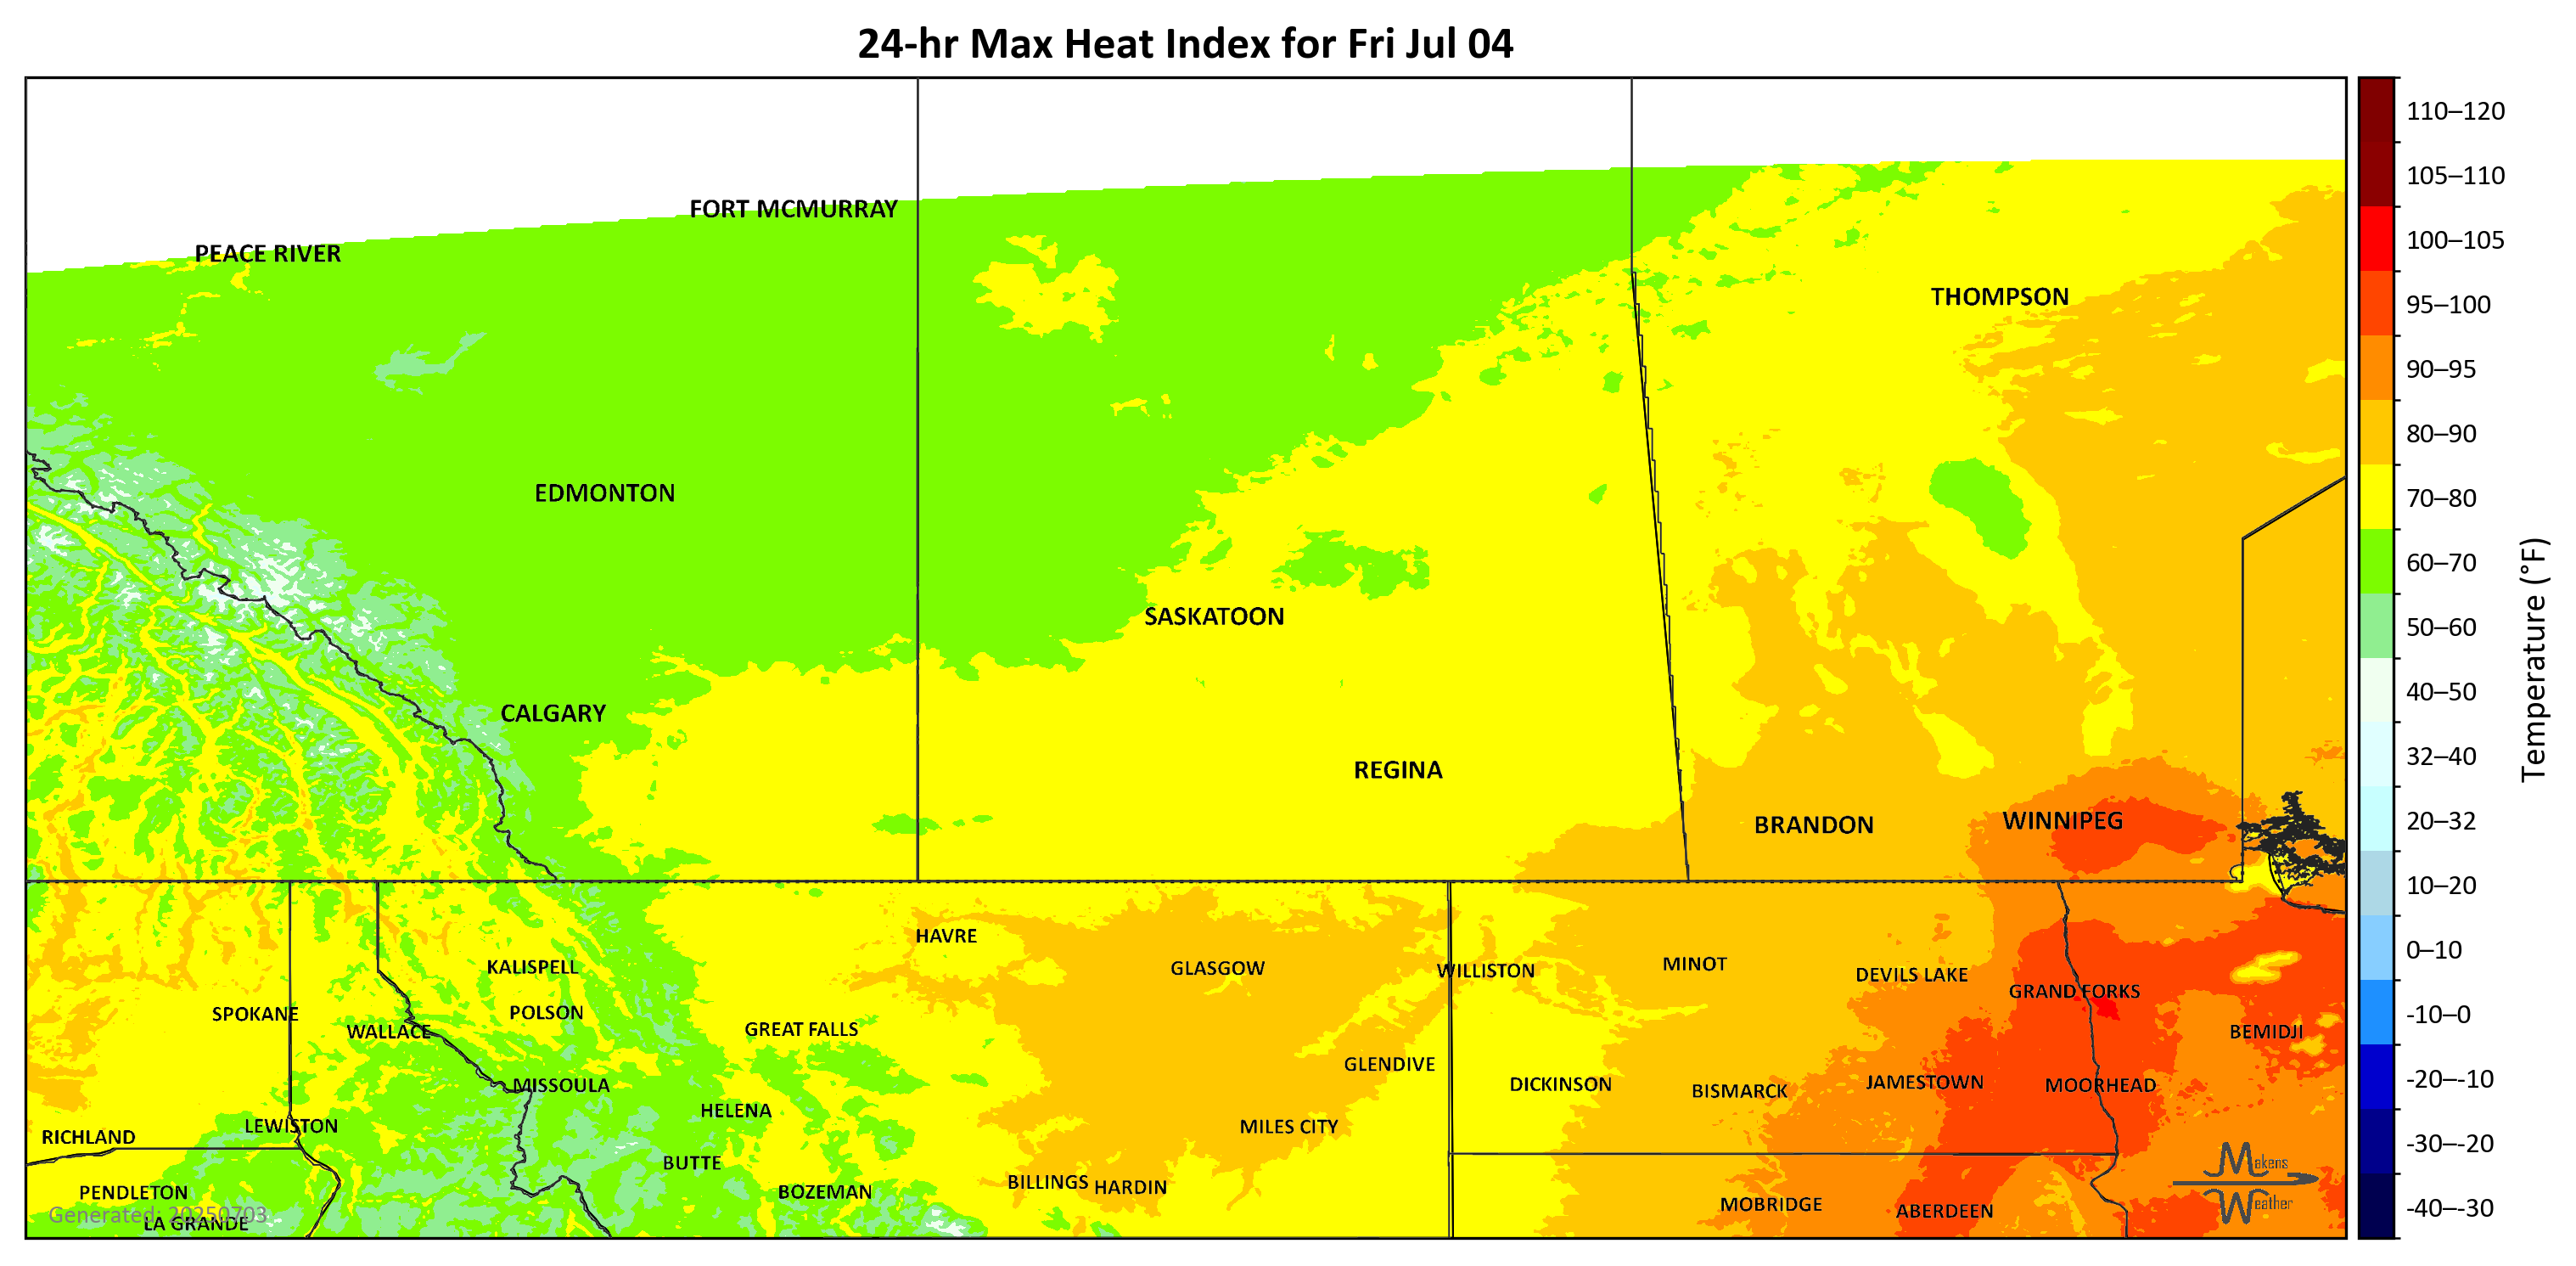 24-hr Max Heat Index for Fri Jul 04
FORT MCMURRAY
PEACE RIVER
THOMPSON
EDMONTON
SASKATOON
CALGARY
REGINA
BRANDON
WINNIPEG
HAVRE
KALISPELL
GLASGOW
WILLISTON
MINOT
DEVILS LAKE
GRAND FORKS
SPOKANE
POLSON
WALLACE
GREAT FALLS
BEMIDJI
GLENDIVE
MISSOULA
DICKINSON
BISMARCK
JAMESTOWN
MOORHEAD
HELENA
LEWISTON
MILES CITY
RICHLAND
BUTTE
PENDLETON
BOZEMAN
BILLINGS
HARDIN
MOBRIDGE
ABERDEEN
Generated: 20250703
LA GRANDE
Makens
Weather
110–120
105–110
100–105
95–100
90–95
80–90
70–80
60–70
50–60
40–50
32–40
20–32
10–20
0–10
-10–0
-20–-10
-30–-20
-40–-30
Temperature (°F)